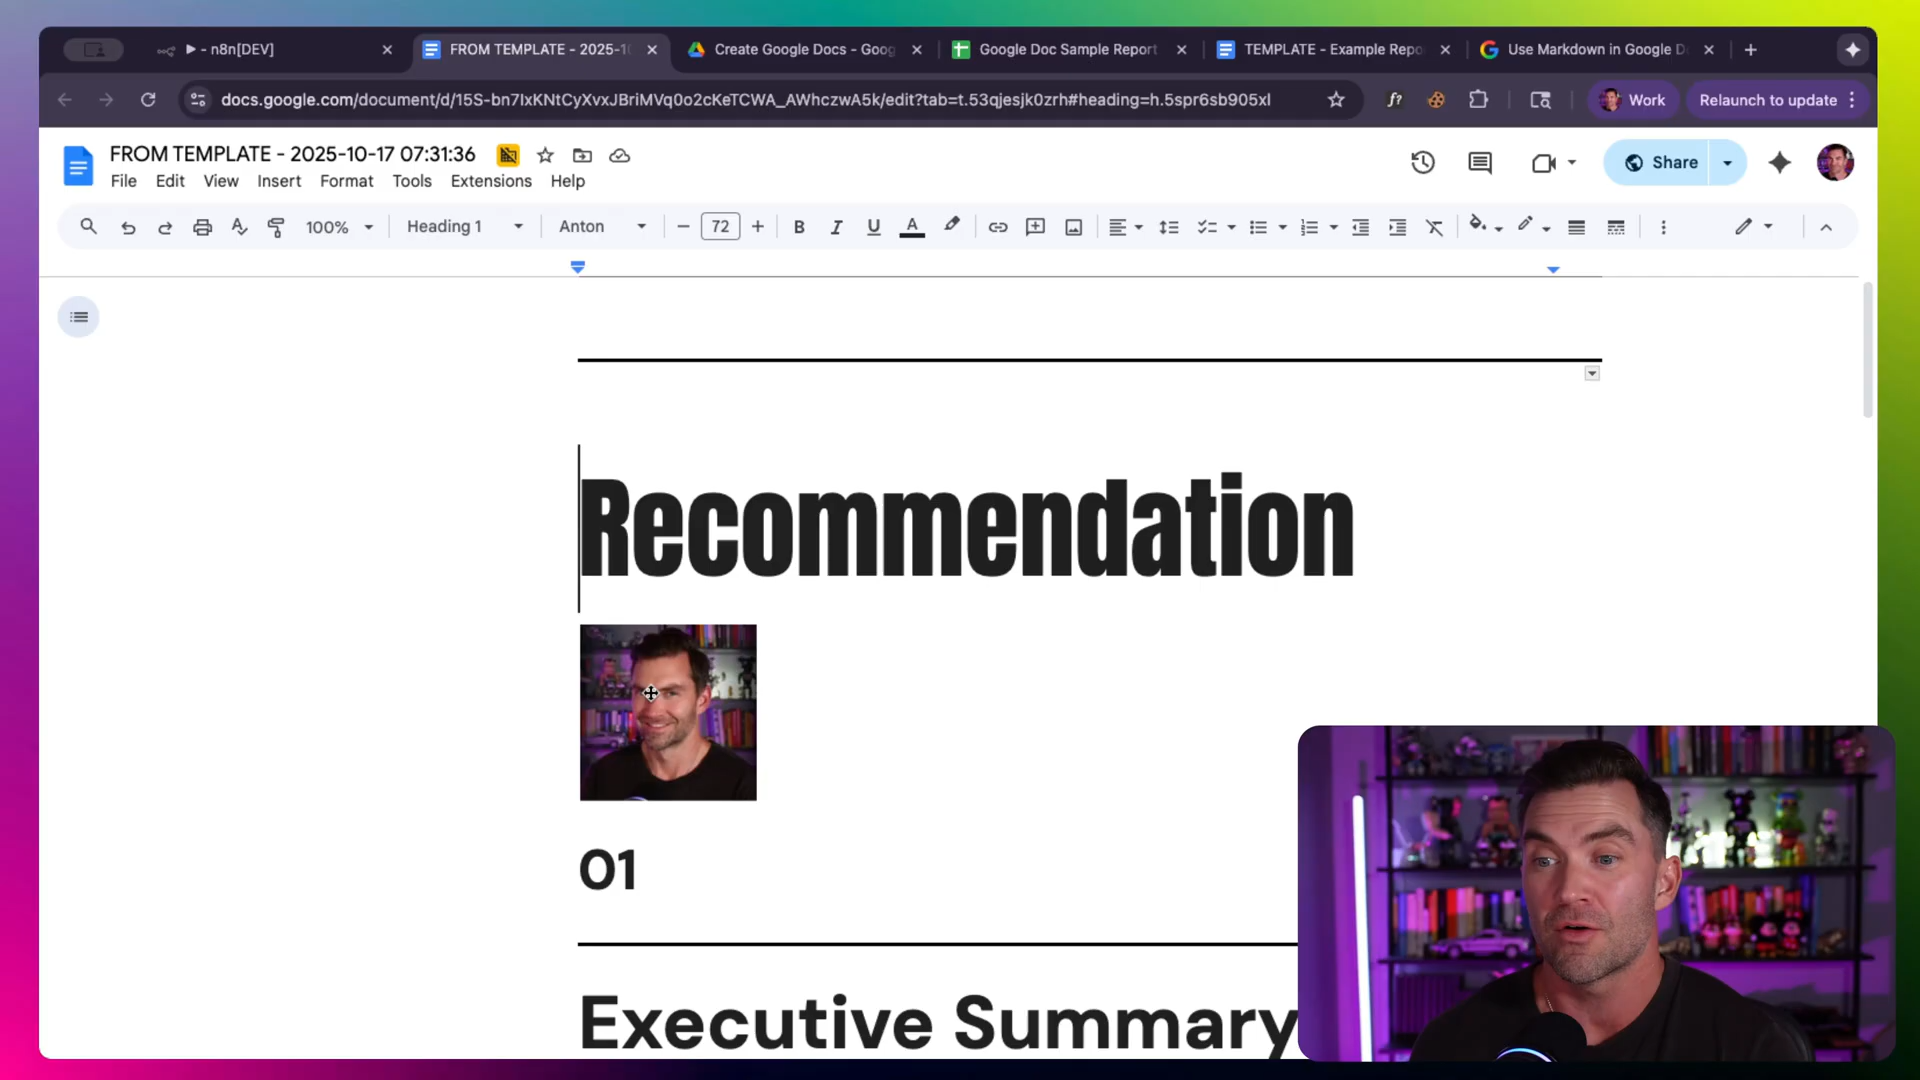 ▶ - n8n[DEV]
FROM TEMPLATE - 2025-1
Create Google Docs - Goog
Google Doc Sample Report
TEMPLATE - Example Repo
Use Markdown in Google D
docs.google.com/document/d/15S-bn7IxKNtCyXvxJBriMVq0o2cKeTCWA_AWhczwA5k/edit?tab=t.53qjesjk0zrh#heading=h.5spr6sb905xl
f?
Work
Relaunch to update
FROM TEMPLATE - 2025-10-17 07:31:36
File Edit View Insert Format Tools Extensions Help
Share
100%
Heading 1
Anton
72
B I U A
Recommendation
01
Executive Summary